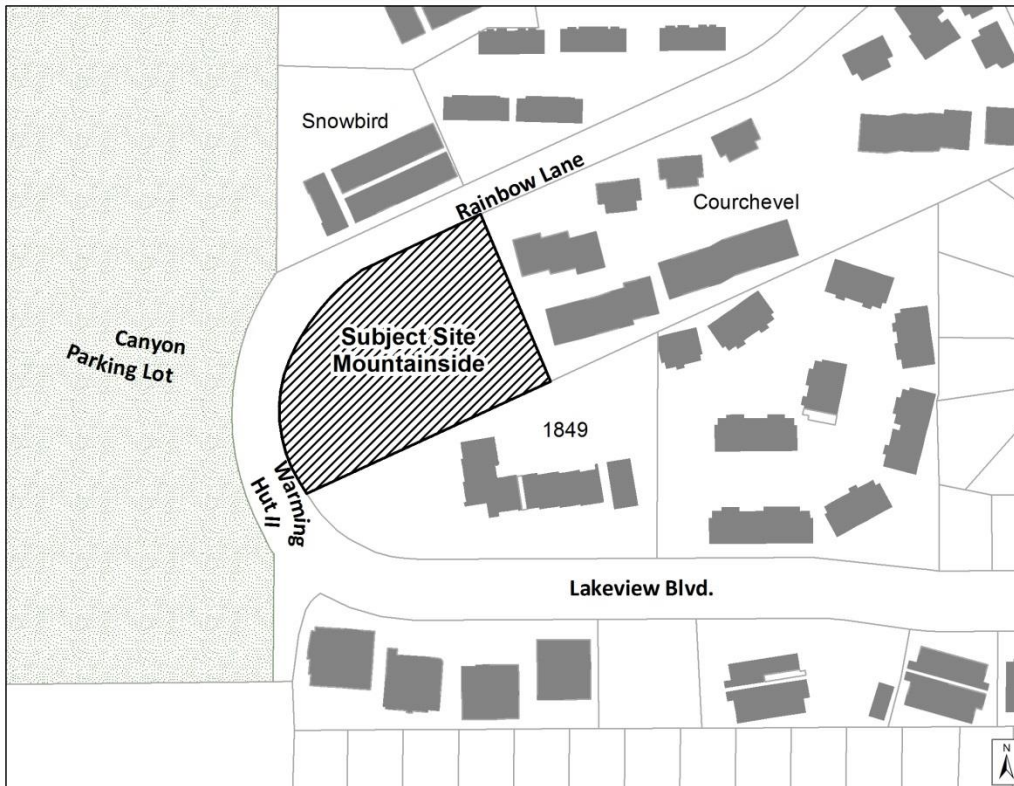 Snowbird
Rainbow Lane
Courchevel
Canyon
Parking Lot
Subject Site
Mountainside
1849
Warming
Hut II
Lakeview Blvd.
N